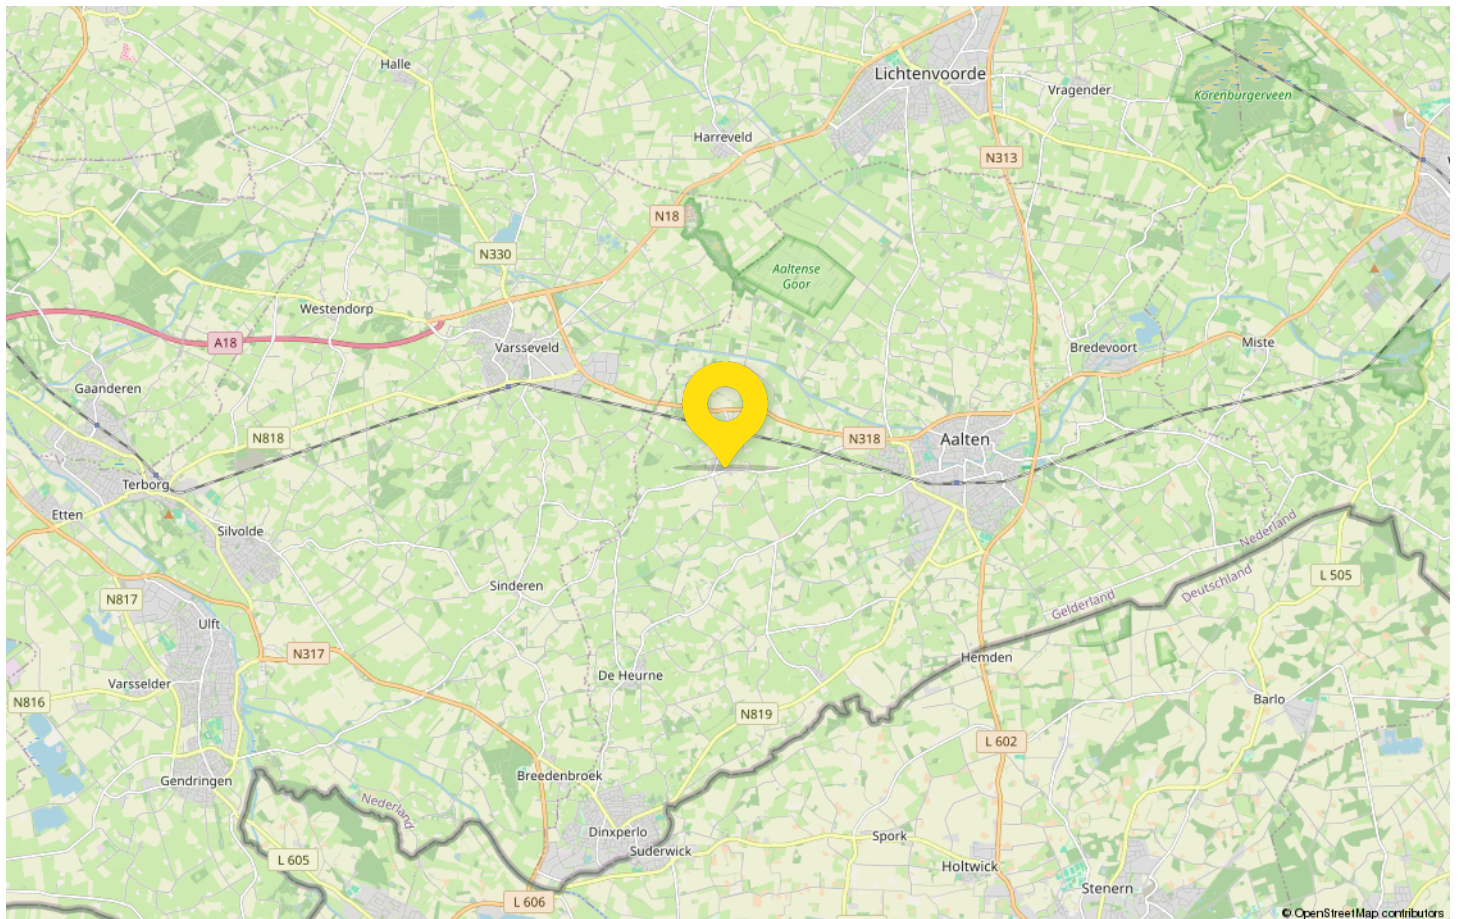 Halle
Lichtenvoorde
Vragender
Korenburgerveen
Harreveld
N313
N18
N330
Aaltense
Goor
Westendorp
A18
Varsseveld
Bredevoort
Miste
Gaanderen
N818
N318
Aalten
Terborg
Etten
Silvolde
Nederland
Sinderen
L 505
Deutschland
N817
Gelderland
Ulft
N317
Hemden
De Heurne
Varsselder
N816
Barlo
N819
L 602
Breedenbroek
Gendringen
Nederland
Dinxperlo
Spork
Suderwick
L 605
Holtwick
Stenern
L 606
© OpenStreetMap contributors